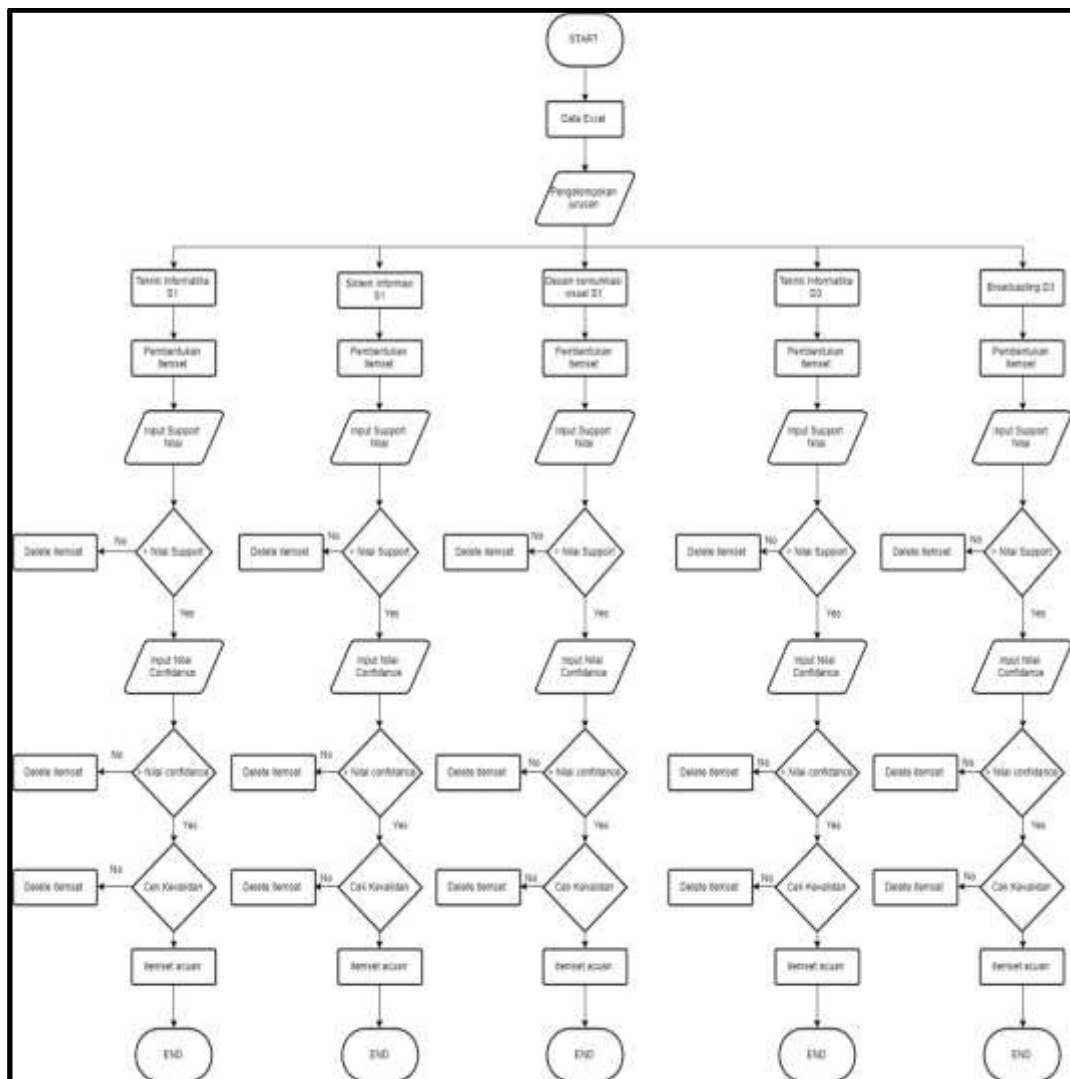 START
Data Excel
Pengelompokan
jurusan
Teknik Informatika
S1
Sistem Informasi
S1
Desain komunikasi
visual S1
Teknik Informatika
D3
Broadcasting D3
Pembentukan
itemset
Pembentukan
itemset
Pembentukan
itemset
Pembentukan
itemset
Pembentukan
itemset
Input Support
Nilai
Input Support
Nilai
Input Support
Nilai
Input Support
Nilai
Input Support
Nilai
Delete itemset
No
> Nilai Support
Delete itemset
No
> Nilai Support
Delete itemset
No
> Nilai Support
Delete itemset
No
> Nilai Support
Delete itemset
No
> Nilai Support
Yes
Yes
Yes
Yes
Yes
Input Nilai
Confidance
Input Nilai
Confidance
Input Nilai
Confidance
Input Nilai
Confidance
Input Nilai
Confidance
Delete itemset
No
> Nilai confidance
Delete itemset
No
> Nilai confidance
Delete itemset
No
> Nilai confidance
Delete itemset
No
> Nilai confidance
Delete itemset
No
> Nilai confidance
Yes
Yes
Yes
Yes
Yes
Delete itemset
No
Cek Kevalidan
Delete itemset
No
Cek Kevalidan
Delete itemset
No
Cek Kevalidan
Delete itemset
No
Cek Kevalidan
Delete itemset
No
Cek Kevalidan
itemset acuan
itemset acuan
itemset acuan
itemset acuan
itemset acuan
END
END
END
END
END